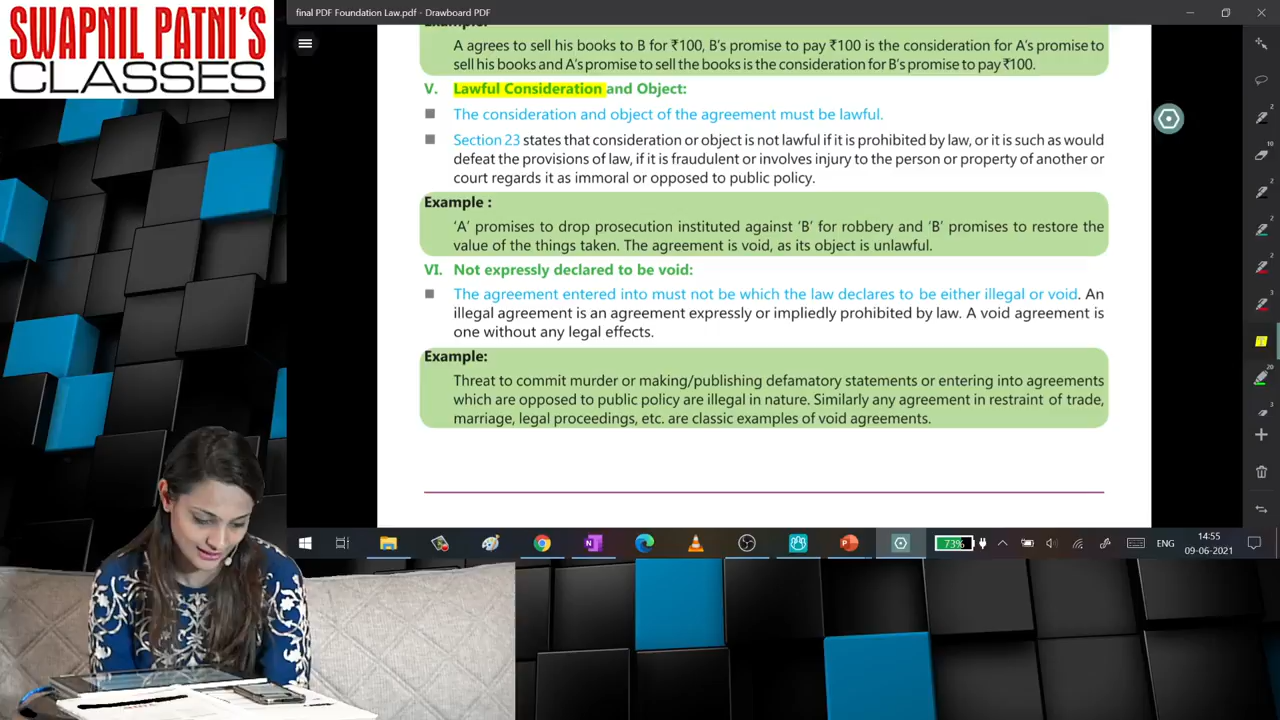 SWAPNIL PATNI'S
CLASSES
final PDF Foundation Law.pdf - Drawboard PDF
Example:
A agrees to sell his books to B for ₹100, B's promise to pay ₹100 is the consideration for A's promise to
sell his books and A's promise to sell the books is the consideration for B's promise to pay ₹100.
V. Lawful Consideration and Object:
The consideration and object of the agreement must be lawful.
Section 23 states that consideration or object is not lawful if it is prohibited by law, or it is such as would
defeat the provisions of law, if it is fraudulent or involves injury to the person or property of another or
court regards it as immoral or opposed to public policy.
Example :
'A' promises to drop prosecution instituted against 'B' for robbery and 'B' promises to restore the
value of the things taken. The agreement is void, as its object is unlawful.
VI. Not expressly declared to be void:
The agreement entered into must not be which the law declares to be either illegal or void. An
illegal agreement is an agreement expressly or impliedly prohibited by law. A void agreement is
one without any legal effects.
Example:
Threat to commit murder or making/publishing defamatory statements or entering into agreements
which are opposed to public policy are illegal in nature. Similarly any agreement in restraint of trade,
marriage, legal proceedings, etc. are classic examples of void agreements.
73%
ENG
14:55
09-06-2021